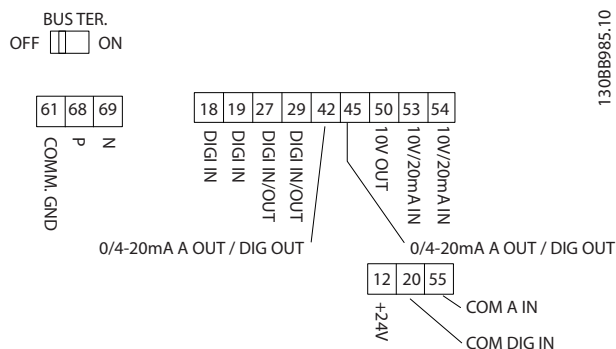 BUS TER.
OFF ON
130BB985.10
61 68 69
COMM. GND
P
N
18 19 27 29 42 45 50 53 54
DIGI IN
DIGI IN
DIGI IN/OUT
DIGI IN/OUT
10V OUT
10V/20mA IN
10V/20mA IN
0/4-20mA A OUT / DIG OUT
0/4-20mA A OUT / DIG OUT
12 20 55
+24V
COM A IN
COM DIG IN